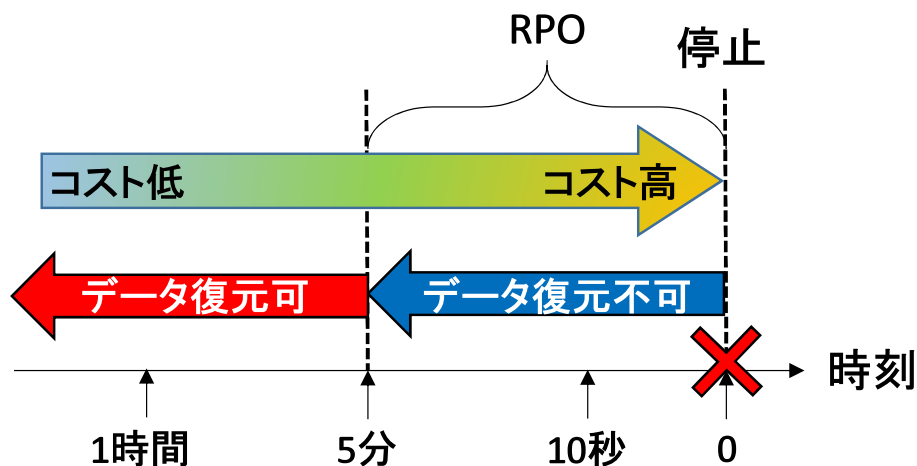 RPO
停止
コスト低
コスト高
データ復元可
データ復元不可
時刻
1時間
5分
10秒
0